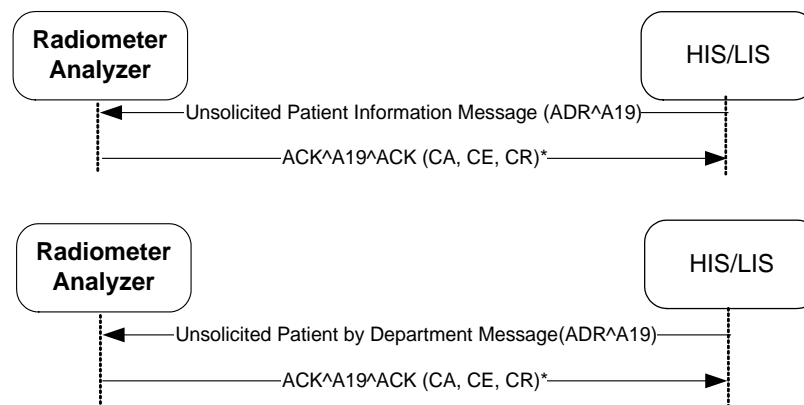 Radiometer
Analyzer
HIS/LIS
Unsolicited Patient Information Message (ADR^A19)
ACK^A19^ACK (CA, CE, CR)*
Radiometer
Analyzer
HIS/LIS
Unsolicited Patient by Department Message(ADR^A19)
ACK^A19^ACK (CA, CE, CR)*